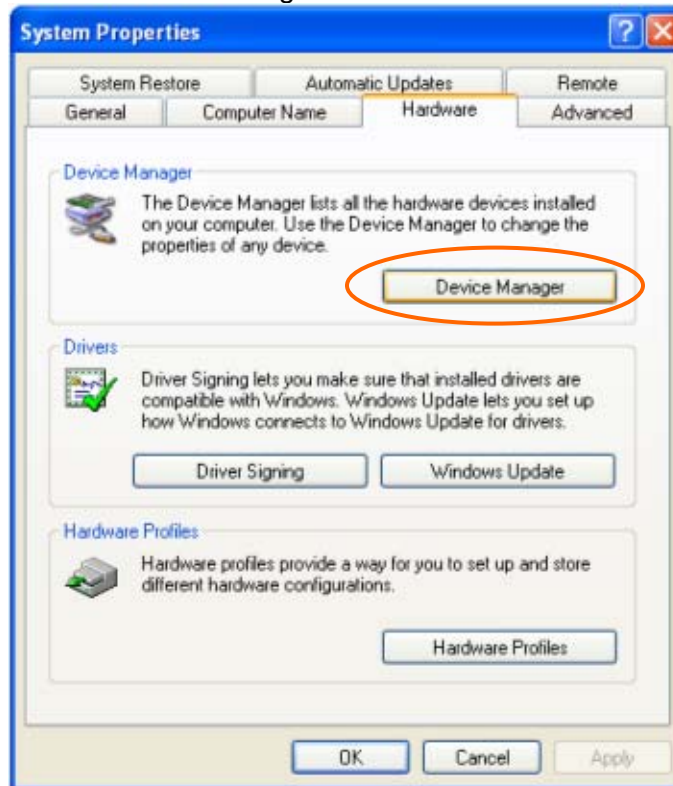 System Properties
System Restore Automatic Updates Remote
General Computer Name Hardware Advanced
Device Manager
The Device Manager lists all the hardware devices installed
on your computer. Use the Device Manager to change the
properties of any device.
Device Manager
Drivers
Driver Signing lets you make sure that installed drivers are
compatible with Windows. Windows Update lets you set up
how Windows connects to Windows Update for drivers.
Driver Signing Windows Update
Hardware Profiles
Hardware profiles provide a way for you to set up and store
different hardware configurations.
Hardware Profiles
OK Cancel Apply